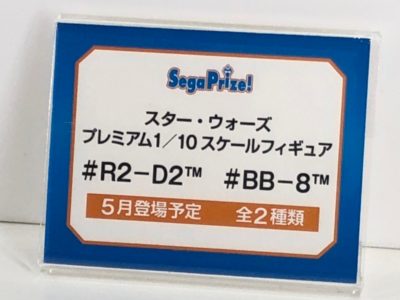 SegaPrize!
スター・ウォーズ
プレミアム1／10スケールフィギュア
#R2-D2™ #BB-8™
5月登場予定 全2種類